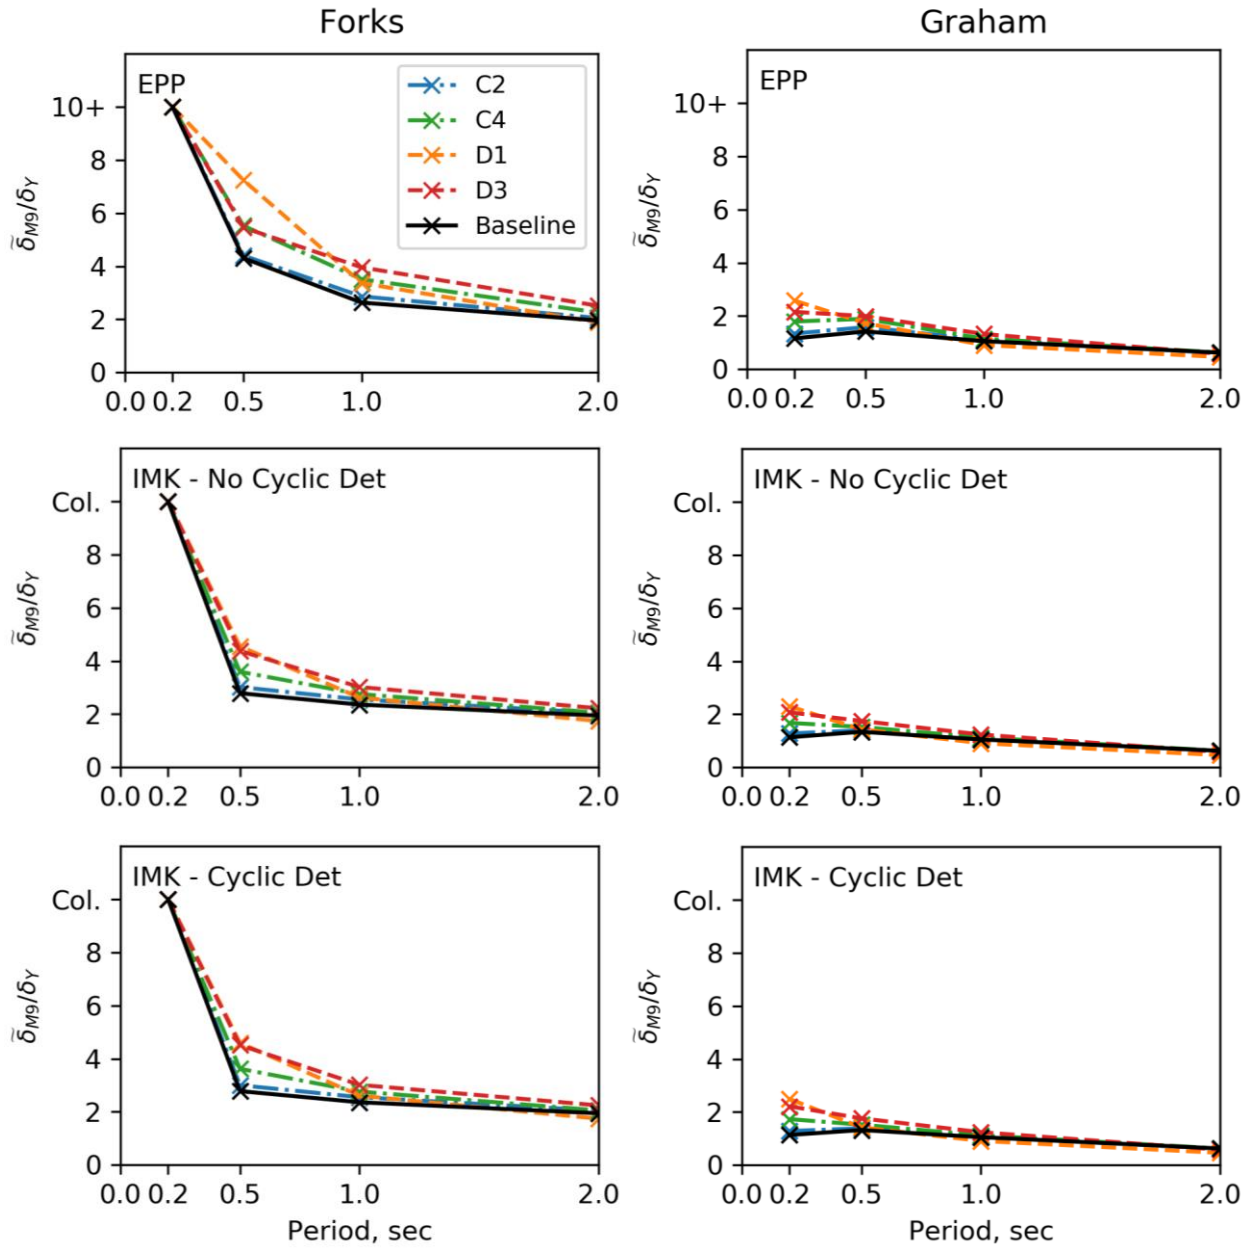 Forks
Graham
EPP
C2
C4
D1
D3
Baseline
10+
8
6
4
2
0
δ̃M9/δY
0.0 0.2 0.5 1.0 2.0
EPP
10+
8
6
4
2
0
δ̃M9/δY
0.0 0.2 0.5 1.0 2.0
IMK - No Cyclic Det
Col.
8
6
4
2
0
δ̃M9/δY
0.0 0.2 0.5 1.0 2.0
IMK - No Cyclic Det
Col.
8
6
4
2
0
δ̃M9/δY
0.0 0.2 0.5 1.0 2.0
IMK - Cyclic Det
Col.
8
6
4
2
0
δ̃M9/δY
0.0 0.2 0.5 1.0 2.0
Period, sec
IMK - Cyclic Det
Col.
8
6
4
2
0
δ̃M9/δY
0.0 0.2 0.5 1.0 2.0
Period, sec